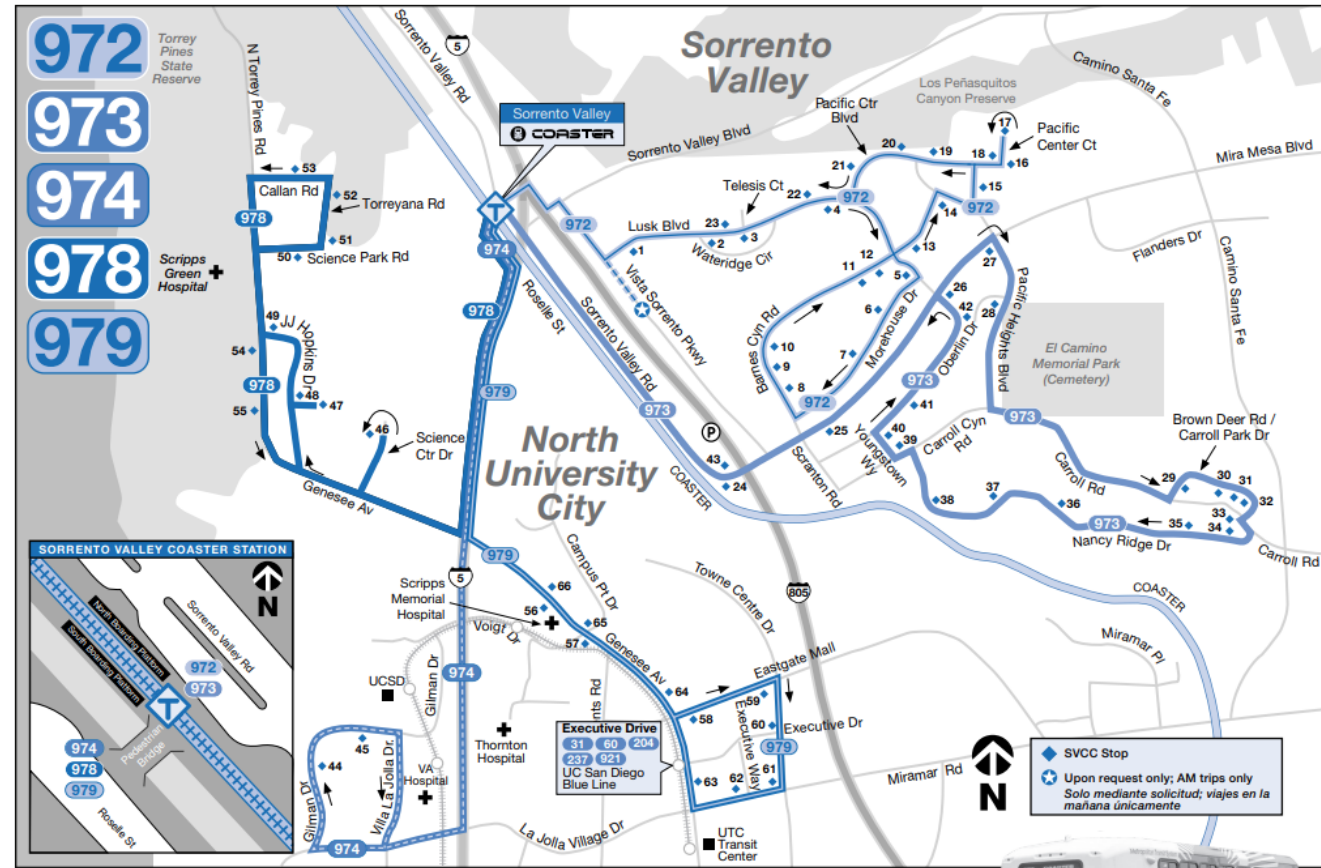 972
973
974
978
979
Torrey
Pines
State
Reserve
N Torrey Pines Rd
Sorrento Valley Rd
5
Sorrento
Valley
Sorrento Valley
COASTER
Sorrento Valley Blvd
Pacific Ctr
Blvd
Los Peñasquitos
Canyon Preserve
Camino Santa Fe
Pacific
Center Ct
Mira Mesa Blvd
17
18
16
15
19
20
21
22
4
972
972
14
13
Telesis Ct
Lusk Blvd
23
2
3
1
Wateridge Cir
972
Vista Sorrento Pkwy
12
11
5
6
7
8
9
10
Barnes Cyn Rd
Morehouse Dr
972
Flanders Dr
Camino Santa Fe
27
26
42
28
Oberlin Dr
Pacific Heights Blvd
El Camino
Memorial Park
(Cemetery)
53
Callan Rd
52
Torreyana Rd
978
51
50
Science Park Rd
Scripps
Green
Hospital
49
JJ Hopkins Dr
54
978
48
47
55
46
Science
Ctr Dr
Genesee Av
974
978
979
Roselle St
Sorrento Valley Rd
973
P
43
24
25
Scranton Rd
973
41
40
39
Youngstown
Wy
Carroll Cyn
Rd
973
Carroll Rd
Brown Deer Rd /
Carroll Park Dr
29
30
31
32
33
34
35
36
37
38
973
Nancy Ridge Dr
Carroll Rd
North
University
City
COASTER
COASTER
805
5
979
Campus Pt Dr
Scripps
Memorial
Hospital
66
56
65
57
Voigt Dr
Genesee Av
Towne Centre Dr
Eastgate Mall
64
58
59
60
Executive Dr
Executive Way
979
61
62
63
Miramar Rd
Miramar Pl
UCSD
Gilman Dr
974
Thornton
Hospital
VA
Hospital
45
44
Gilman Dr
Villa La Jolla Dr.
974
La Jolla Village Dr
nts Rd
Executive Drive
31 60 204
237 921
UC San Diego
Blue Line
UTC
Transit
Center
N
SVCC Stop
Upon request only; AM trips only
Solo mediante solicitud; viajes en la
mañana únicamente
SORRENTO VALLEY COASTER STATION
N
North Boarding Platform
South Boarding Platform
Sorrento Valley Rd
972
973
974
978
979
Pedestrian
Bridge
Roselle St